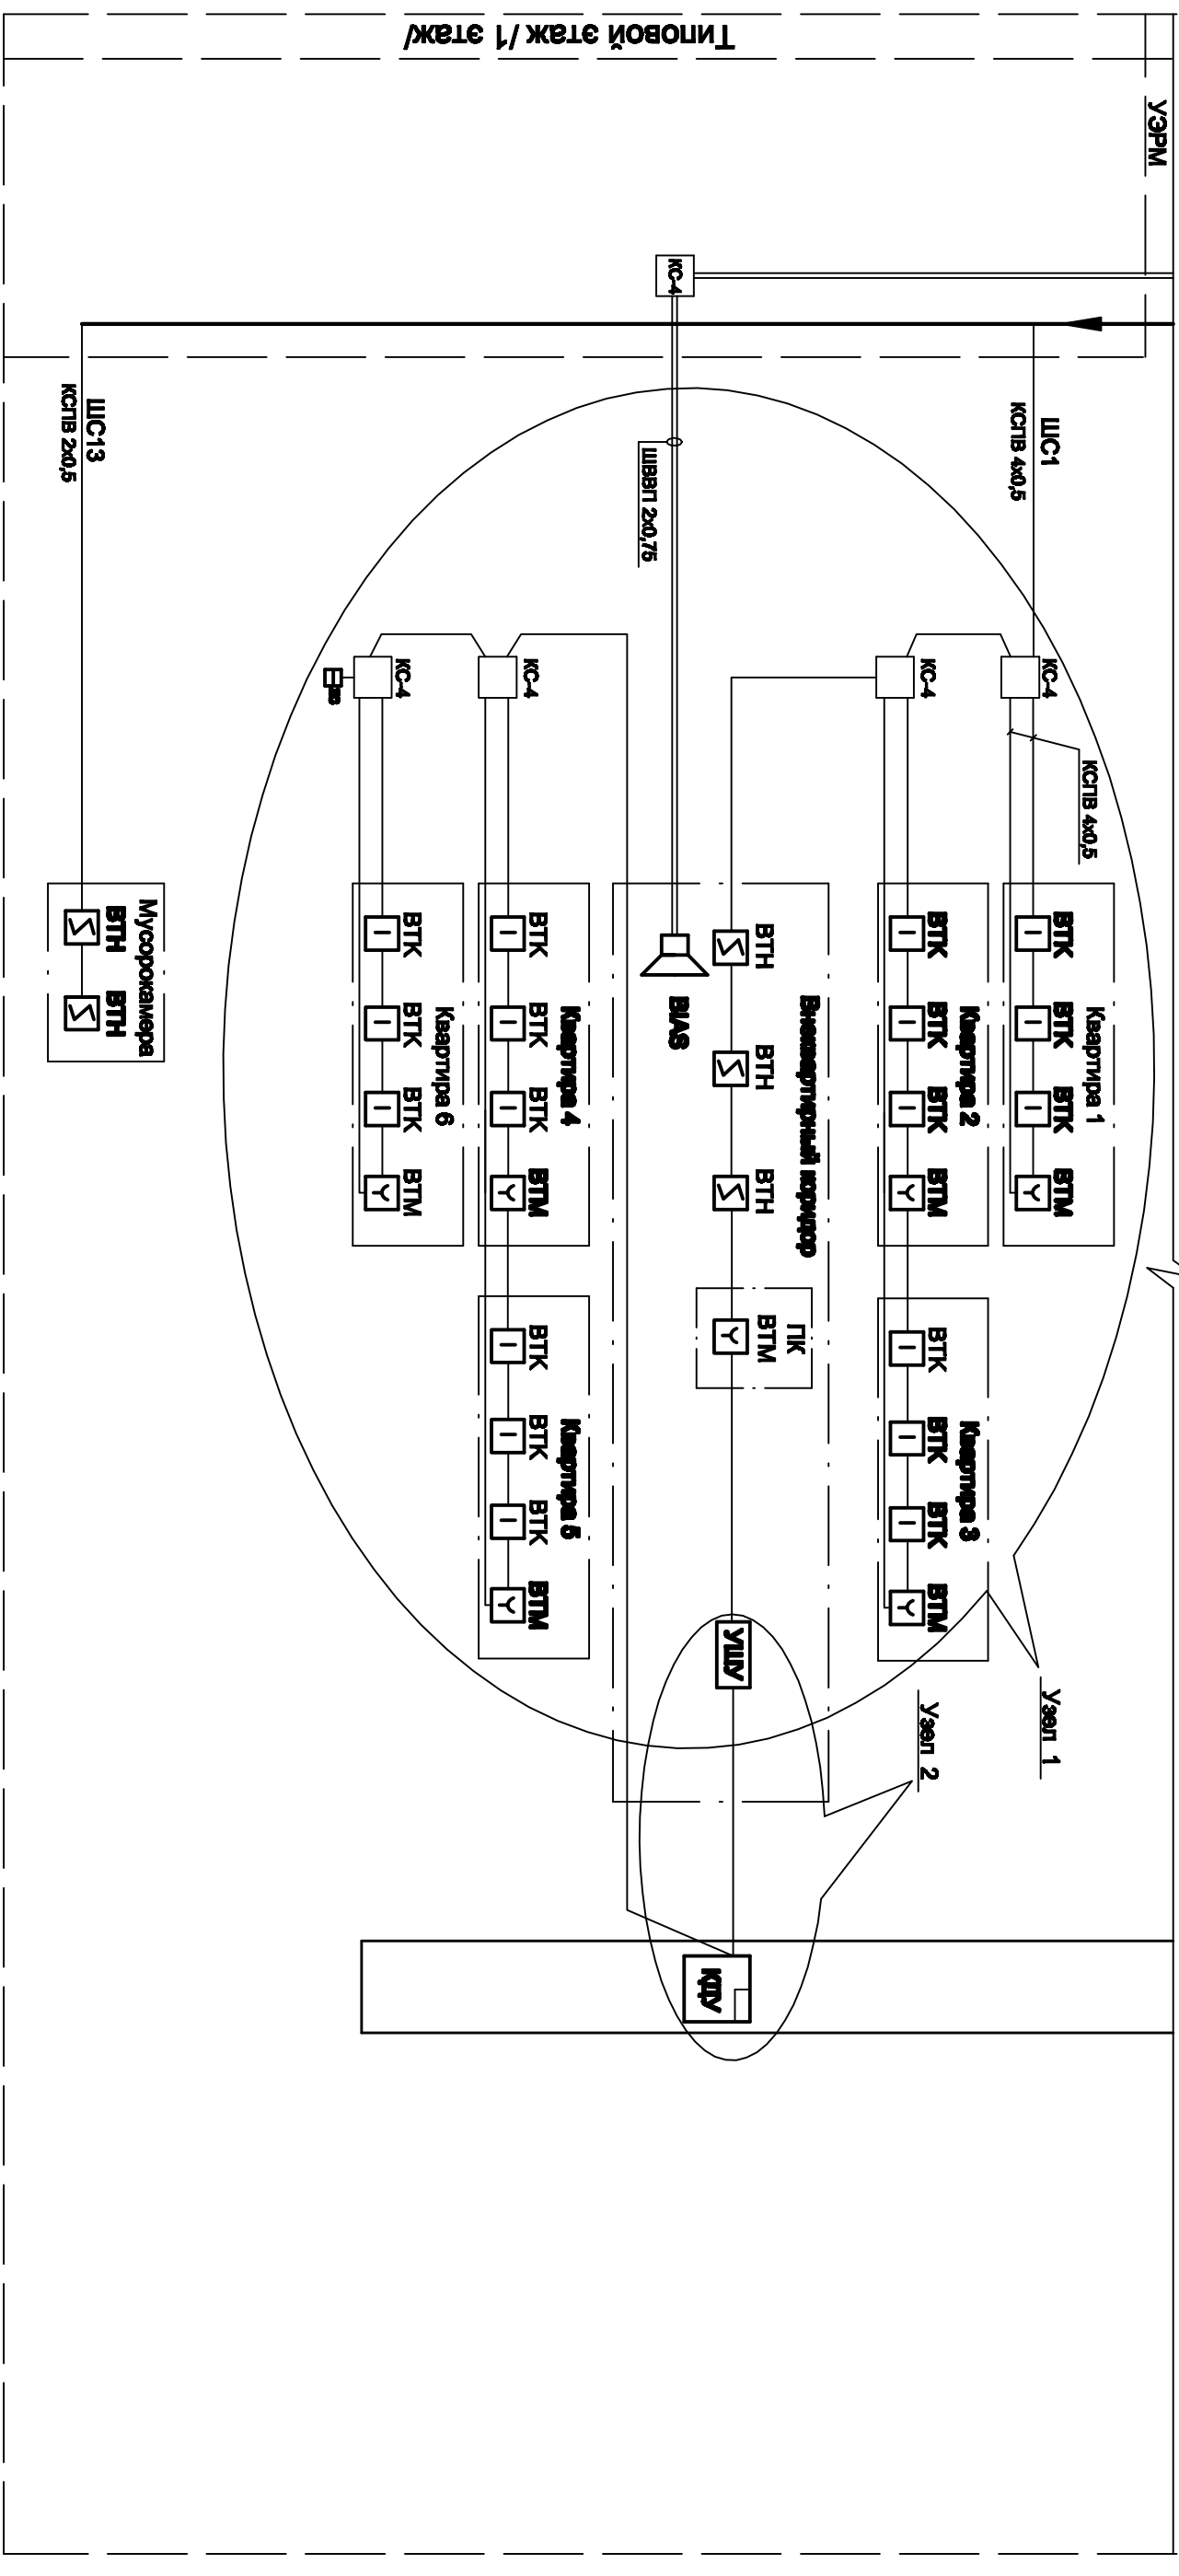 Типовой этаж /1 этаж/
УЭРМ
КС-4
ШС1
КСПВ 4х0,5
КС-4
КСПВ 4х0,5
Квартира 1
ВТК
ВТК
ВТК
ВТМ
КС-4
Квартира 2
ВТК
ВТК
ВТК
ВТМ
Квартира 3
ВТК
ВТК
ВТК
ВТМ
Узел 1
Узел 2
ШВВП 2х0,75
Внеквартирный коридор
ВТН
ВТН
ВТН
ПК
ВТМ
УШУ
КДУ
BIAS
КС-4
Квартира 4
ВТК
ВТК
ВТК
ВТМ
Квартира 5
ВТК
ВТК
ВТК
ВТМ
КС-4
Квартира 6
ВТК
ВТК
ВТК
ВТМ
ШС13
КСПВ 2х0,5
Мусорокамера
ВТН
ВТН